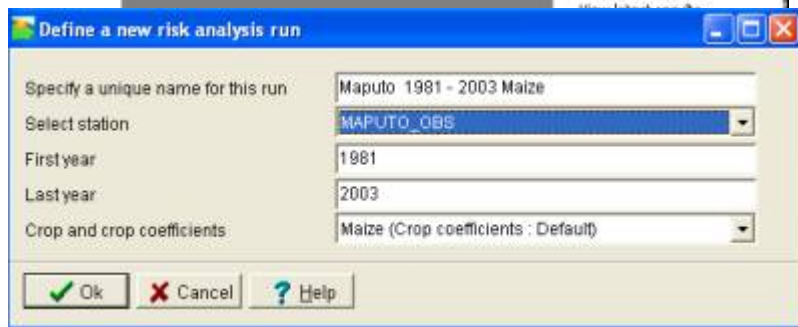 Define a new risk analysis run
Specify a unique name for this run Maputo 1981 - 2003 Maize
Select station MAPUTO_OBS
First year 1981
Last year 2003
Crop and crop coefficients Maize (Crop coefficients : Default)
Ok Cancel ? Help